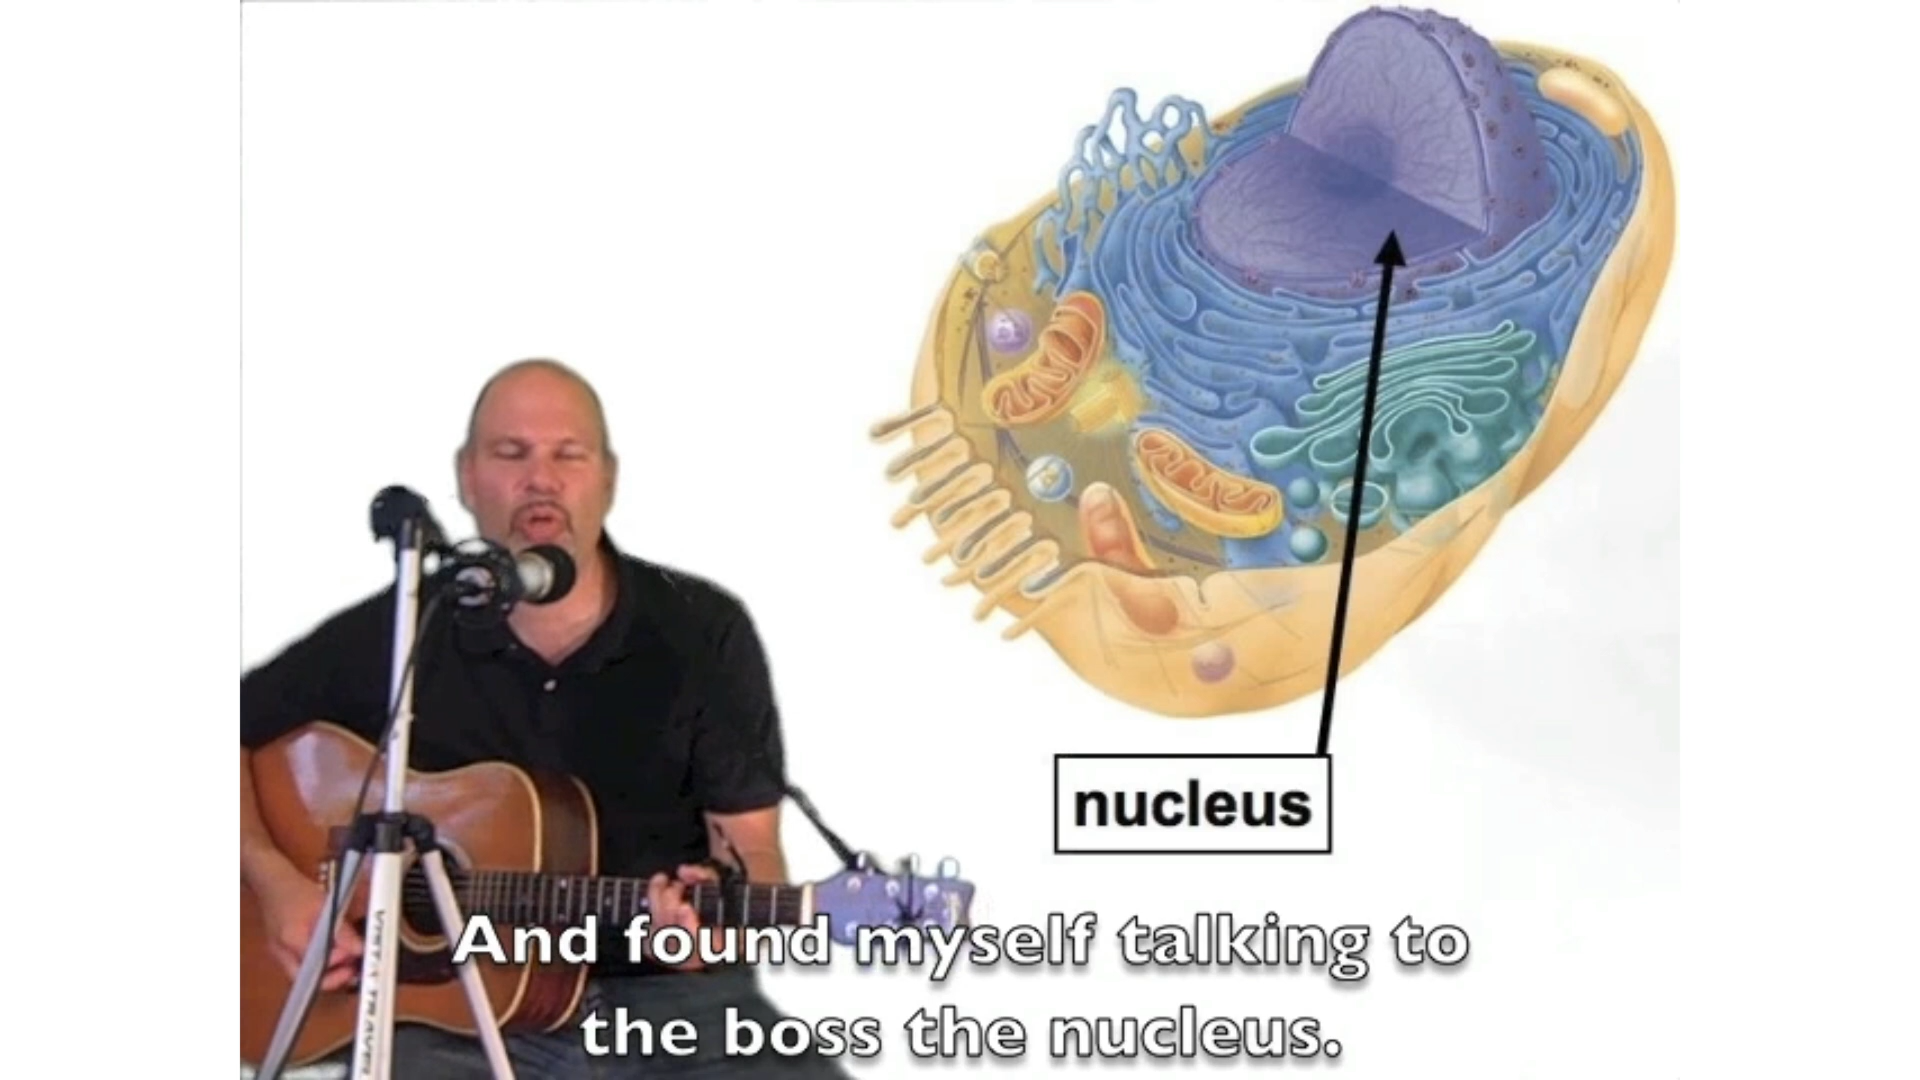 nucleus
And found myself talking to
the boss the nucleus.